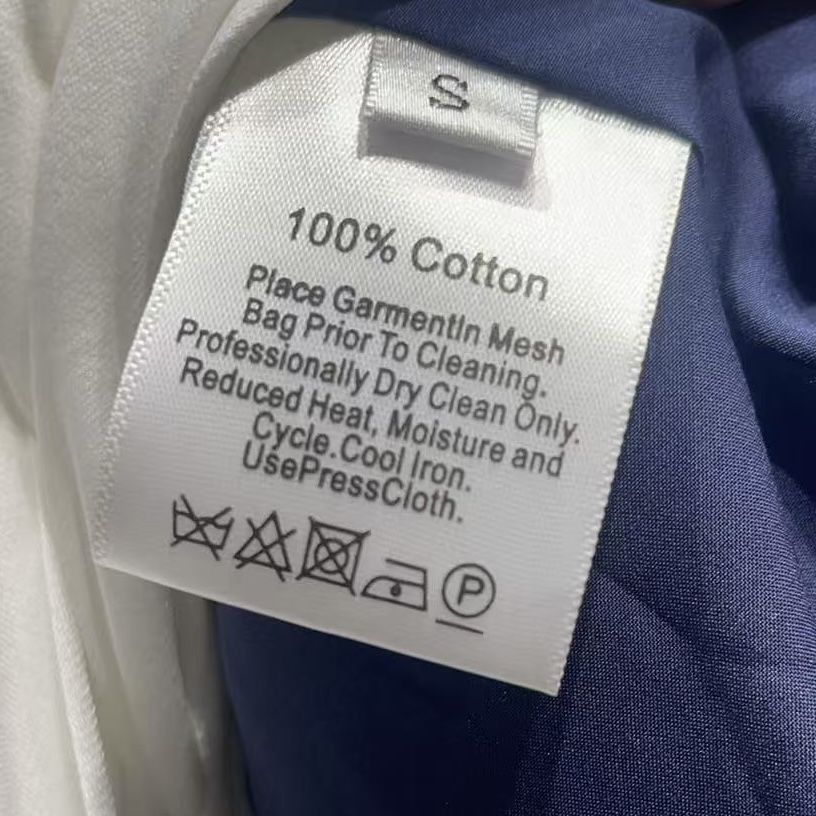 S
100% Cotton
Place GarmentIn Mesh
Bag Prior To Cleaning.
Professionally Dry Clean Only.
Reduced Heat, Moisture and
Cycle.Cool Iron.
UsePressCloth.
P